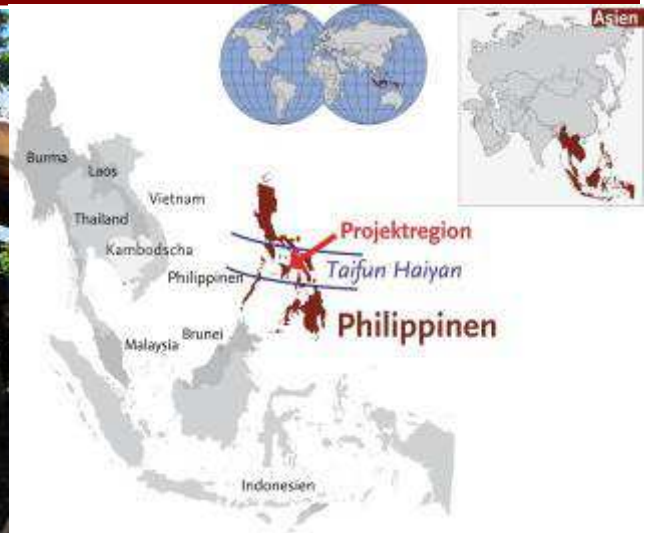 Asien
Burma
Laos
Vietnam
Thailand
Kambodscha
Projektregion
Taifun Haiyan
Philippinen
Philippinen
Brunei
Malaysia
Indonesien